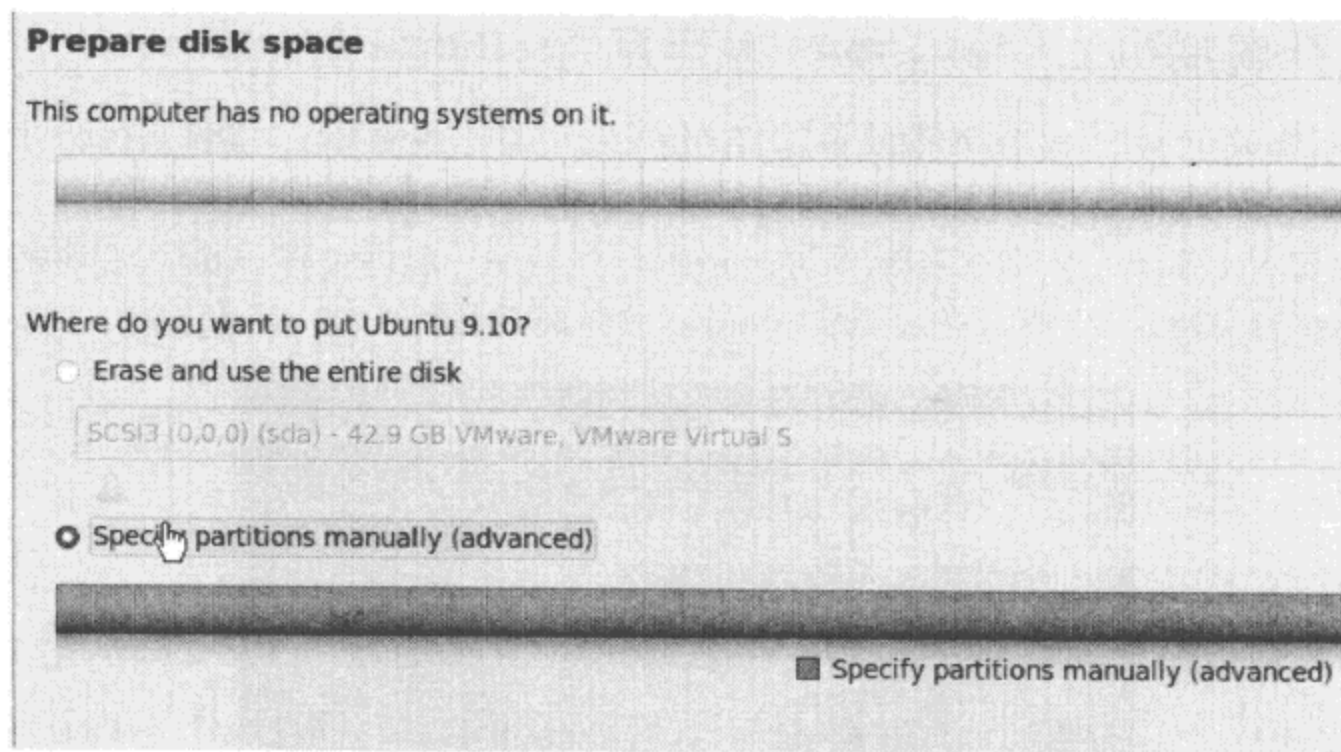 Prepare disk space
This computer has no operating systems on it.
Where do you want to put Ubuntu 9.10?
Erase and use the entire disk
SCSI3 (0,0,0) (sda) - 42.9 GB VMware, VMware Virtual S
Specify partitions manually (advanced)
Specify partitions manually (advanced)